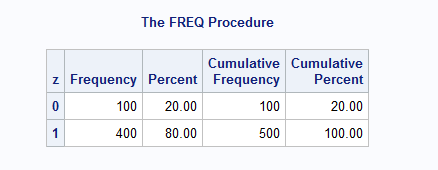 The FREQ Procedure
z Frequency Percent Cumulative Frequency Cumulative Percent
0 100 20.00 100 20.00
1 400 80.00 500 100.00